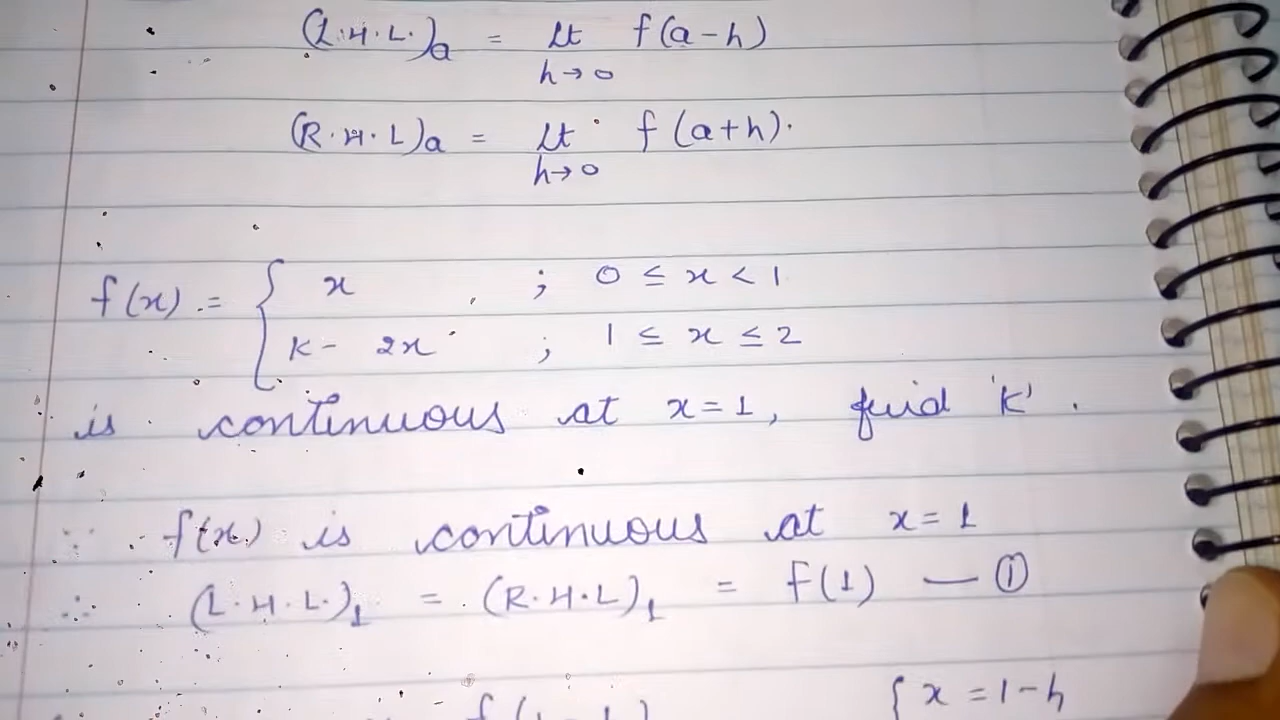 (L.H.L.)a = lt f(a-h)
h→0
(R.H.L)a = lt f(a+h).
h→0
f(x) = { x ; 0 ≤ x < 1
K - 2x ; 1 ≤ x ≤ 2
is continuous at x=1, find 'K'.
∵ f(x) is continuous at x=1
∴ (L.H.L.)1 = (R.H.L)1 = f(1) — ①
{ x = 1-h